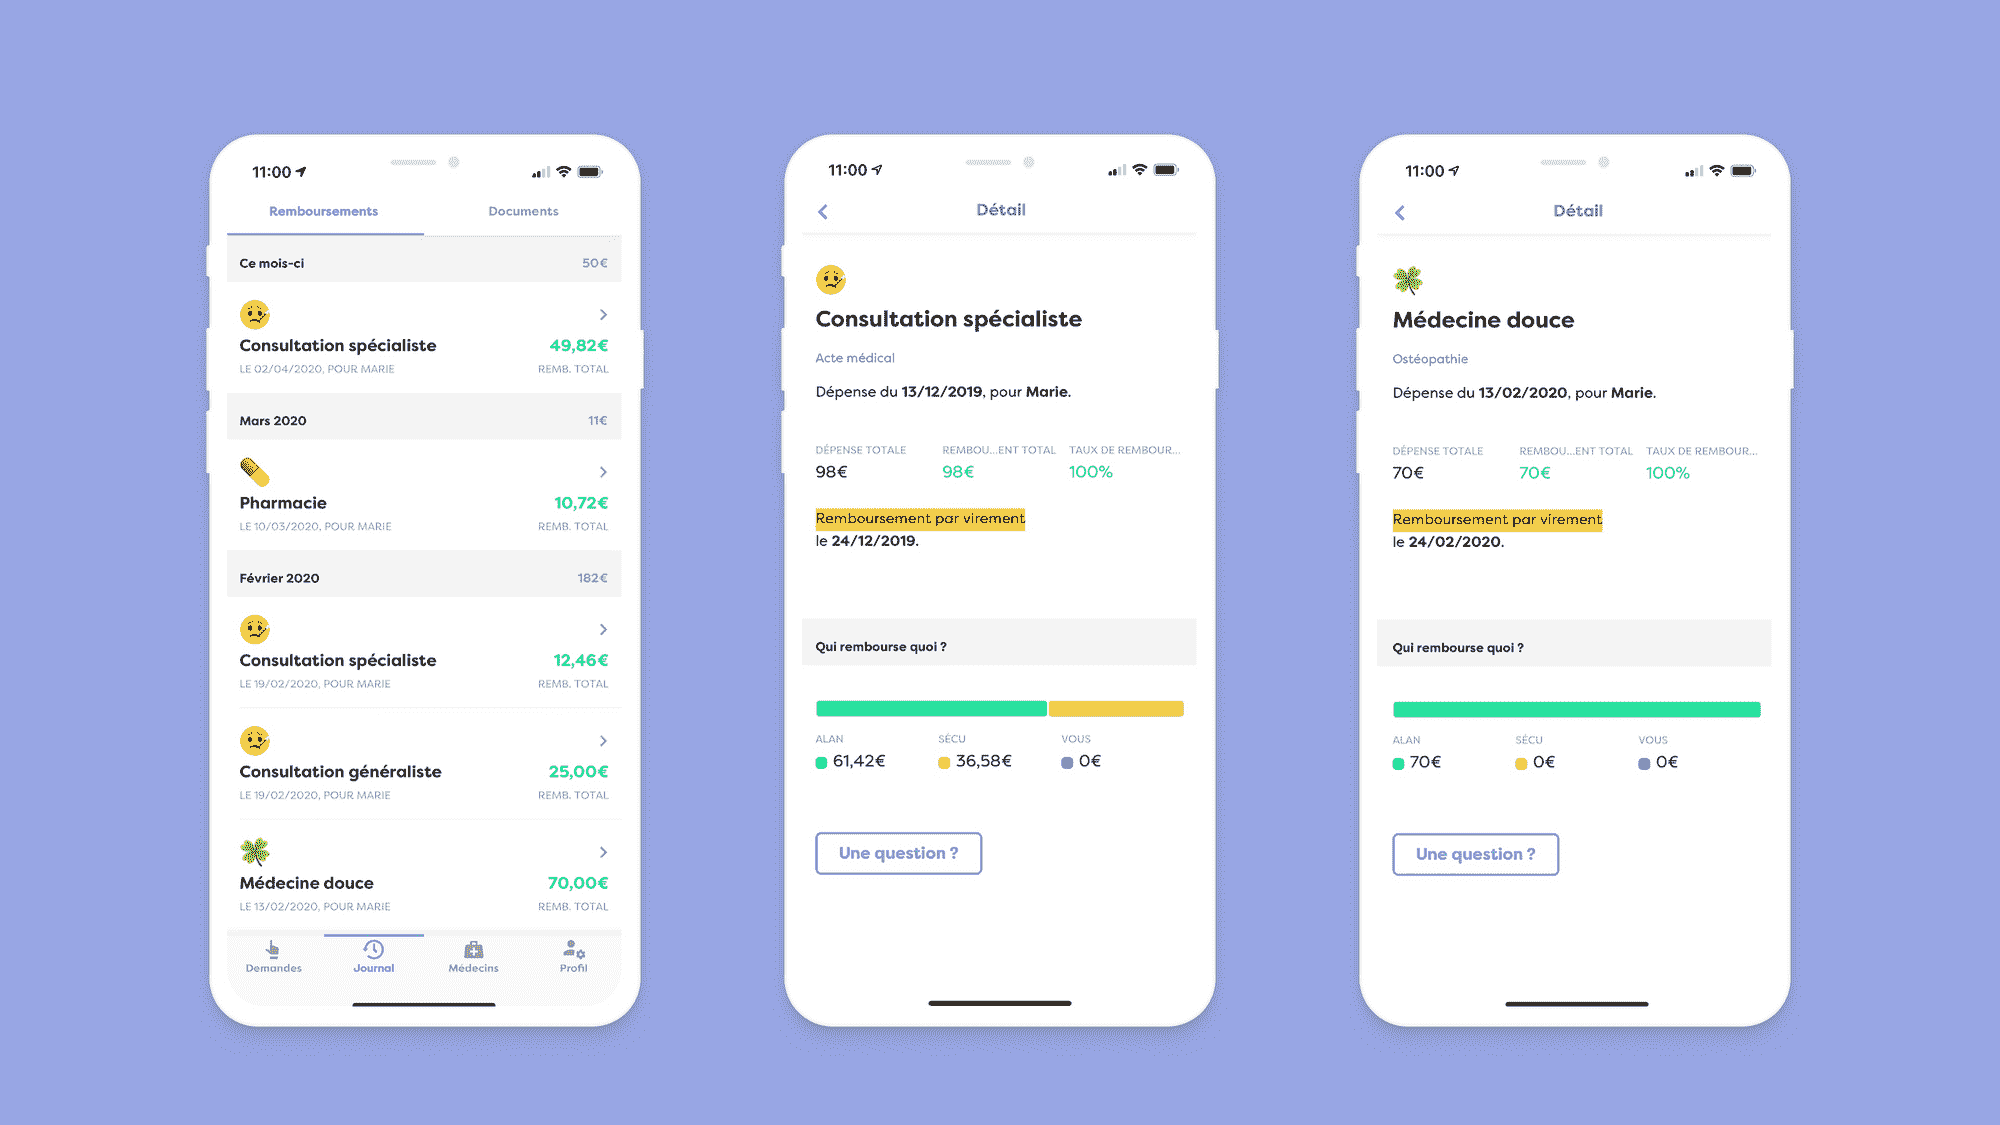 11:00
Remboursements Documents
Ce mois-ci 50€
Consultation spécialiste 49,82€
LE 02/04/2020, POUR MARIE REMB. TOTAL
Mars 2020 11€
Pharmacie 10,72€
LE 10/03/2020, POUR MARIE REMB. TOTAL
Février 2020 182€
Consultation spécialiste 12,46€
LE 19/02/2020, POUR MARIE REMB. TOTAL
Consultation généraliste 25,00€
LE 19/02/2020, POUR MARIE REMB. TOTAL
Médecine douce 70,00€
LE 13/02/2020, POUR MARIE REMB. TOTAL
Demandes Journal Médecins Profil
11:00
Détail
Consultation spécialiste
Acte médical
Dépense du 13/12/2019, pour Marie.
DÉPENSE TOTALE REMBOU...ENT TOTAL TAUX DE REMBOUR...
98€ 98€ 100%
Remboursement par virement
le 24/12/2019.
Qui rembourse quoi ?
ALAN SÉCU VOUS
61,42€ 36,58€ 0€
Une question ?
11:00
Détail
Médecine douce
Ostéopathie
Dépense du 13/02/2020, pour Marie.
DÉPENSE TOTALE REMBOU...ENT TOTAL TAUX DE REMBOUR...
70€ 70€ 100%
Remboursement par virement
le 24/02/2020.
Qui rembourse quoi ?
ALAN SÉCU VOUS
70€ 0€ 0€
Une question ?